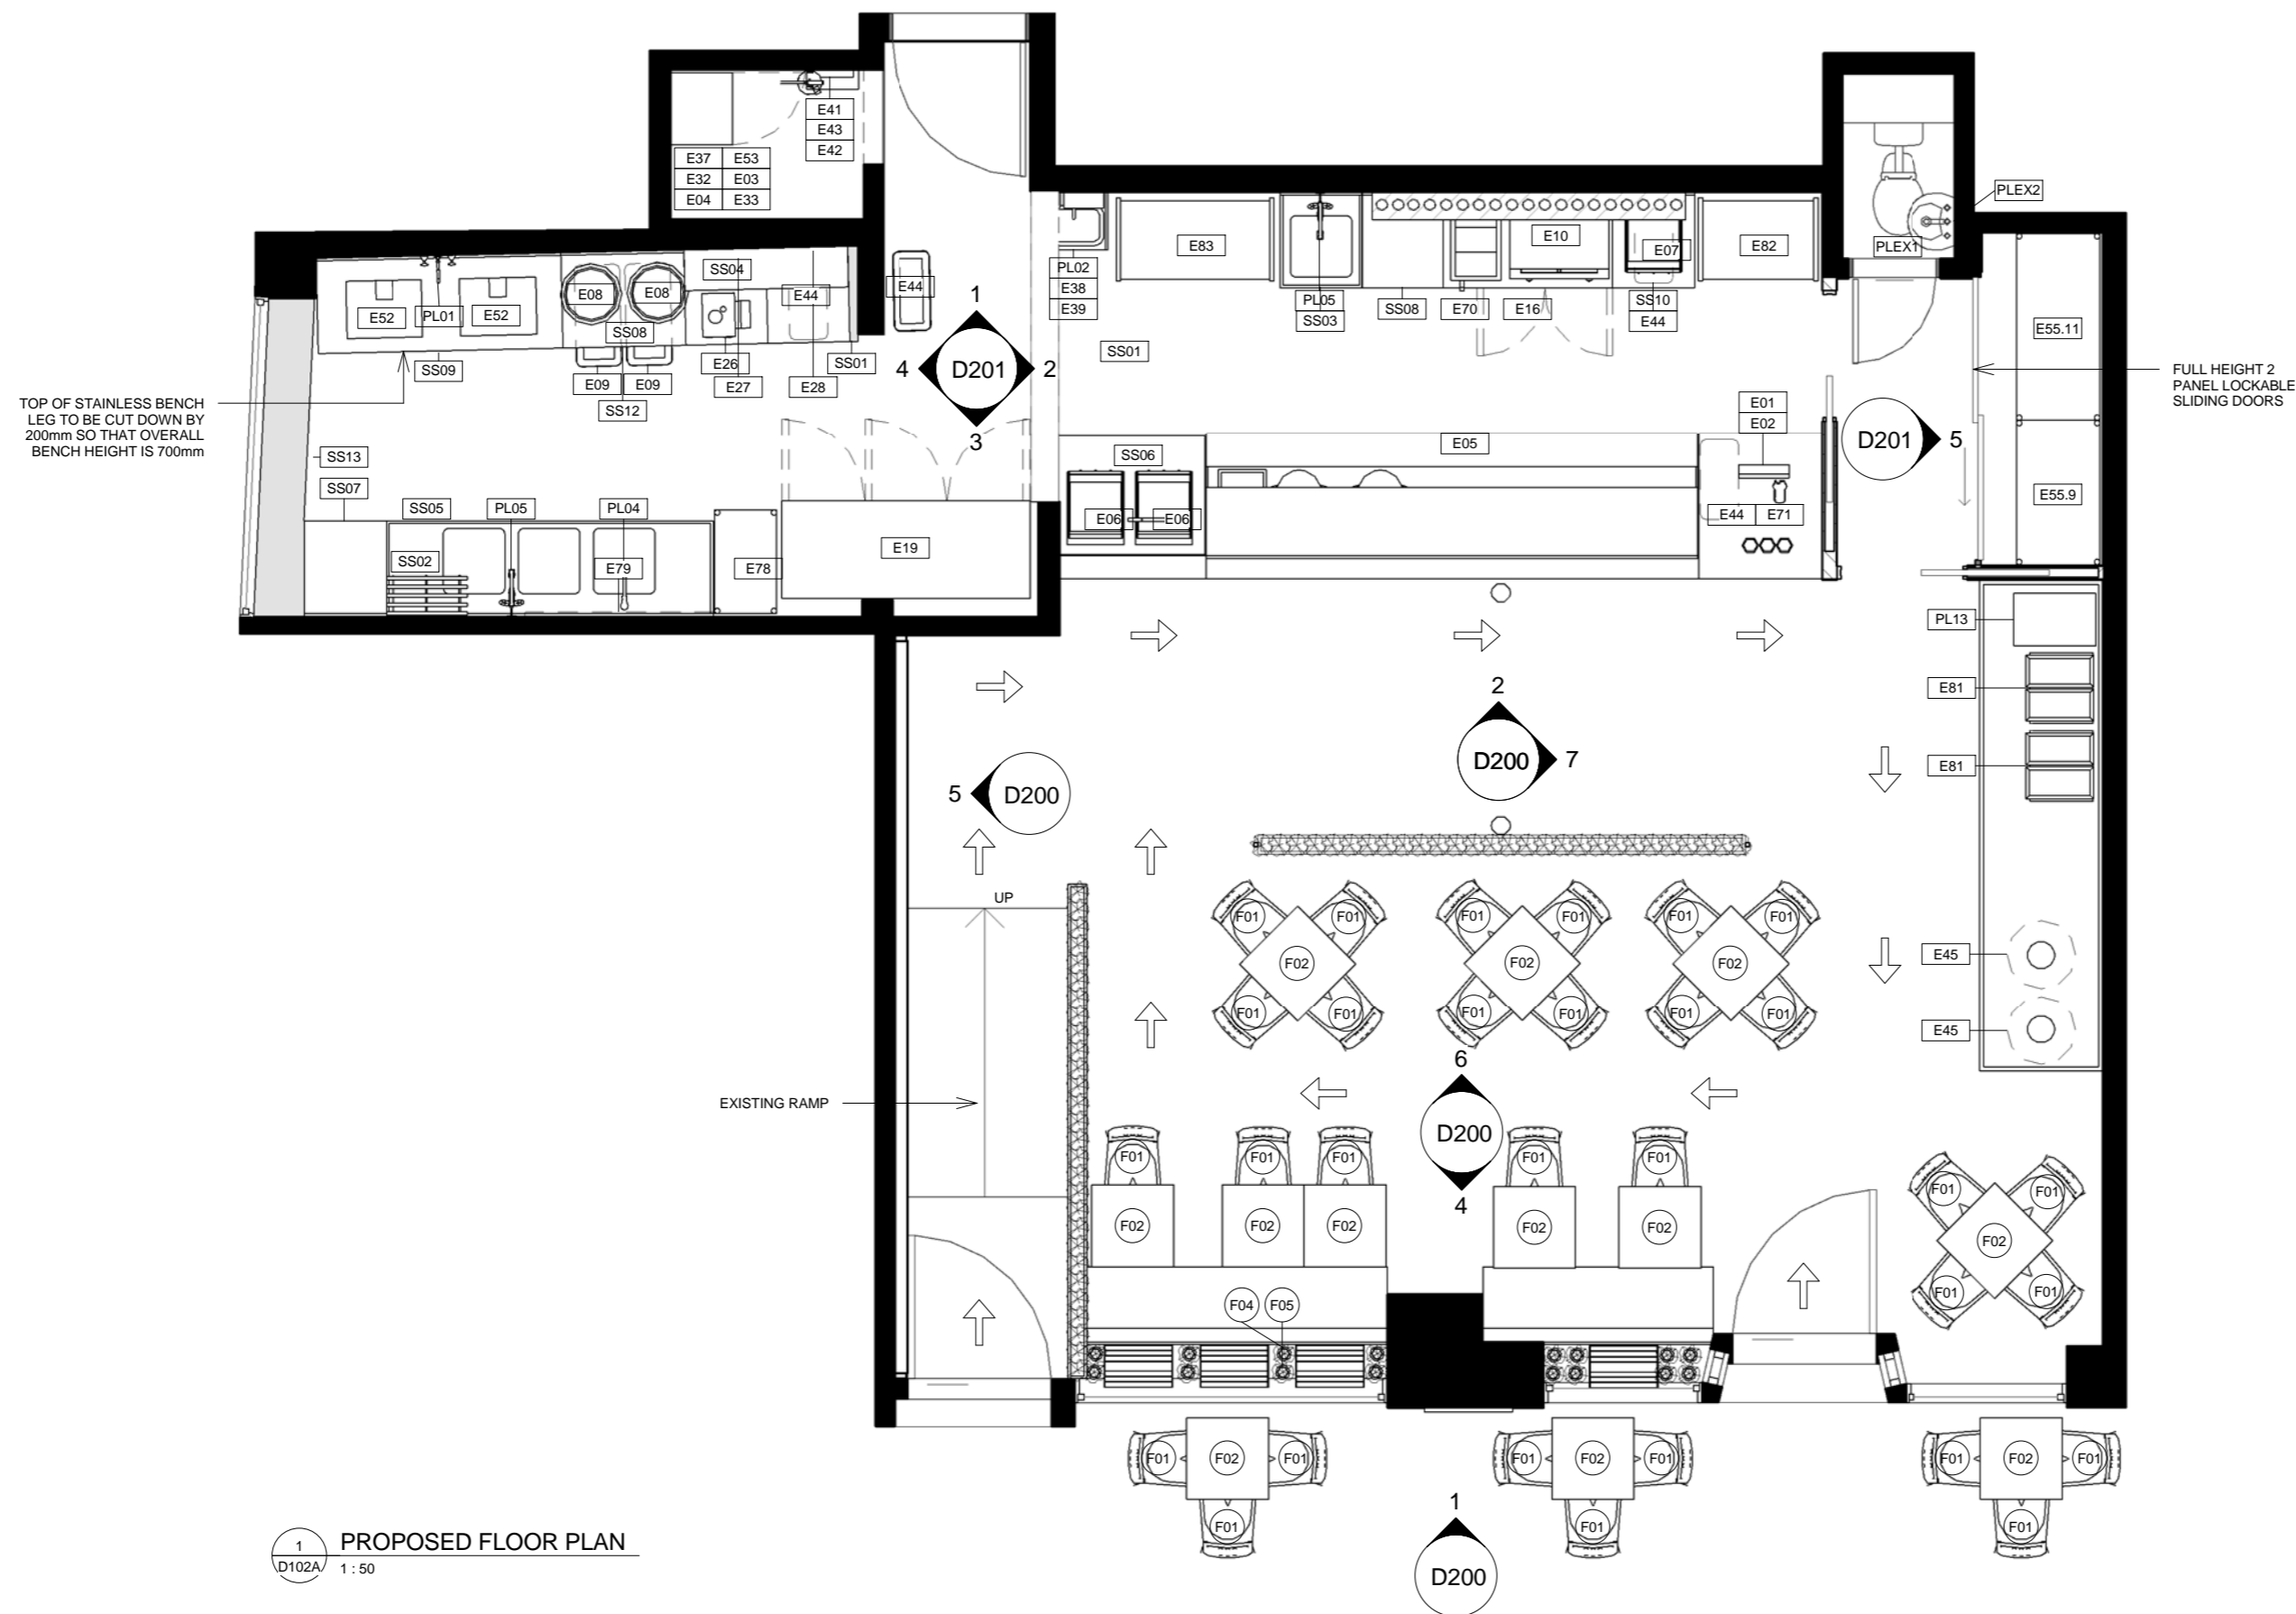 E41
E43
E42
E37 E53
E32 E03
E04 E33
PLEX2
PLEX1
E83
E10
E07
E82
PL02
E38
E39
PL05
SS03
SS08
E70
E16
SS10
E44
SS04
E08 E08
E44
E44
E52 PL01 E52
SS08
SS09
E09 E09
SS12
E26
E27
E28
SS01
1
4 D201 2
3
SS01
TOP OF STAINLESS BENCH
LEG TO BE CUT DOWN BY
200mm SO THAT OVERALL
BENCH HEIGHT IS 700mm
E55.11
FULL HEIGHT 2
PANEL LOCKABLE
SLIDING DOORS
E01
E02
D201 5
E05
SS06
SS13
SS07
SS05
PL05
PL04
E55.9
E06 E06
E44 E71
SS02
E79
E78
E19
PL13
E81
2
D200 7
E81
5 D200
UP
F01 F01 F01 F01 F01 F01
F02 F02 F02
F01 F01 F01 F01 F01 F01
E45
E45
EXISTING RAMP
6
D200
4
F01 F01 F01 F01 F01
F02 F02 F02 F02 F02
F01 F01
F02
F01 F01
F04 F05
F01 F02 F01 F01 F02 F01 F01 F02 F01
F01 F01 F01
1
D200
1
D102A
PROPOSED FLOOR PLAN
1 : 50